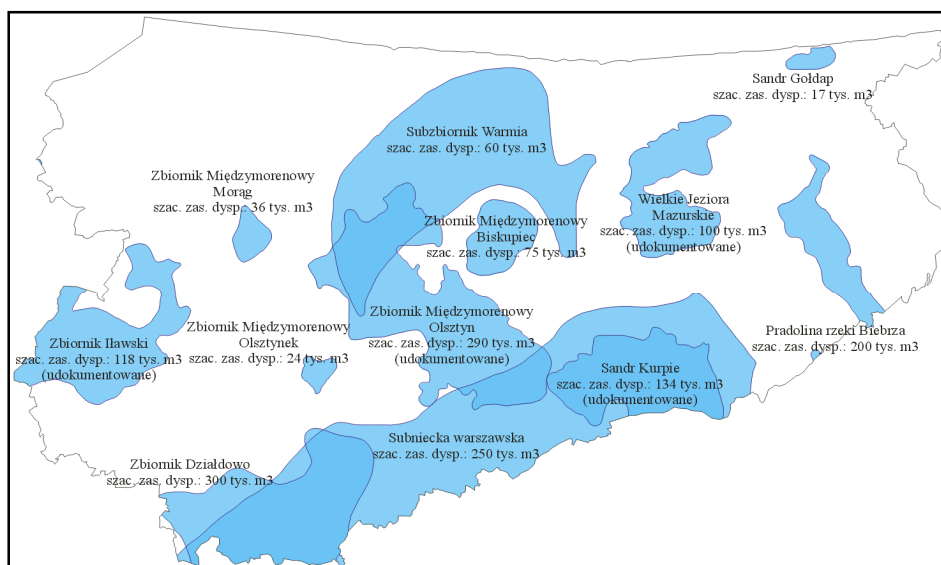 Sandr Gołdap
szac. zas. dysp.: 17 tys. m3
Subzbiornik Warmia
szac. zas. dysp.: 60 tys. m3
Zbiornik Międzymorenowy
Morąg
szac. zas. dysp.: 36 tys. m3
Zbiornik Międzymorenowy
Biskupiec
szac. zas. dysp.: 75 tys. m3
Wielkie Jeziora
Mazurskie
szac. zas. dysp.: 100 tys. m3
(udokumentowane)
Zbiornik Iławski
szac. zas. dysp.: 118 tys. m3
(udokumentowane)
Zbiornik Międzymorenowy
Olsztynek
szac. zas. dysp.: 24 tys. m3
Zbiornik Międzymorenowy
Olsztyn
szac. zas. dysp.: 290 tys. m3
(udokumentowane)
Pradolina rzęki Biebrza
szac. zas. dysp.: 200 tys. m3
Sandr Kurpie
szac. zas. dysp.: 134 tys. m3
(udokumentowane)
Subniecka warszawska
szac. zas. dysp.: 250 tys. m3
Zbiornik Działdowo
szac. zas. dysp.: 300 tys. m3